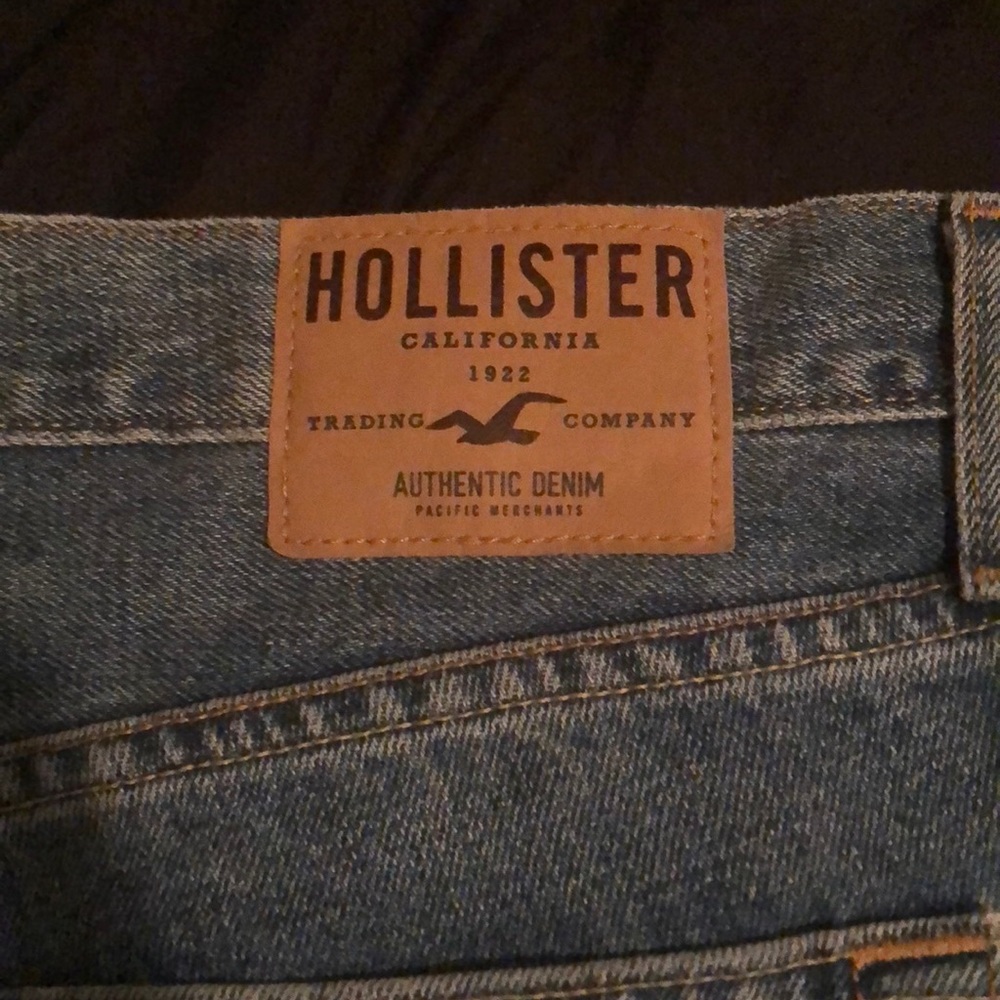 HOLLISTER
CALIFORNIA
1922
TRADING COMPANY
AUTHENTIC DENIM
PACIFIC MERCHANTS